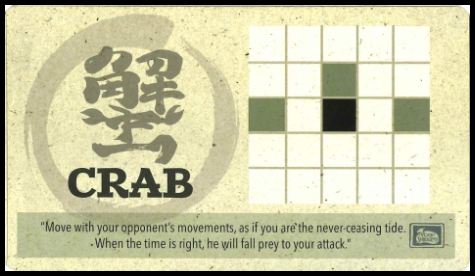 蟹
CRAB
"Move with your opponent's movements, as if you are the never-ceasing tide.
When the time is right, he will fall prey to your attack."